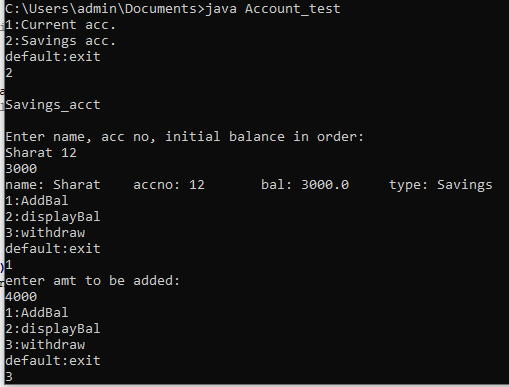 C:\Users\admin\Documents>java Account_test
1:Current acc.
2:Savings acc.
default:exit
2
Savings_acct
Enter name, acc no, initial balance in order:
Sharat 12
3000
name: Sharat    accno: 12       bal: 3000.0     type: Savings
1:AddBal
2:displayBal
3:withdraw
default:exit
1
enter amt to be added:
4000
1:AddBal
2:displayBal
3:withdraw
default:exit
3